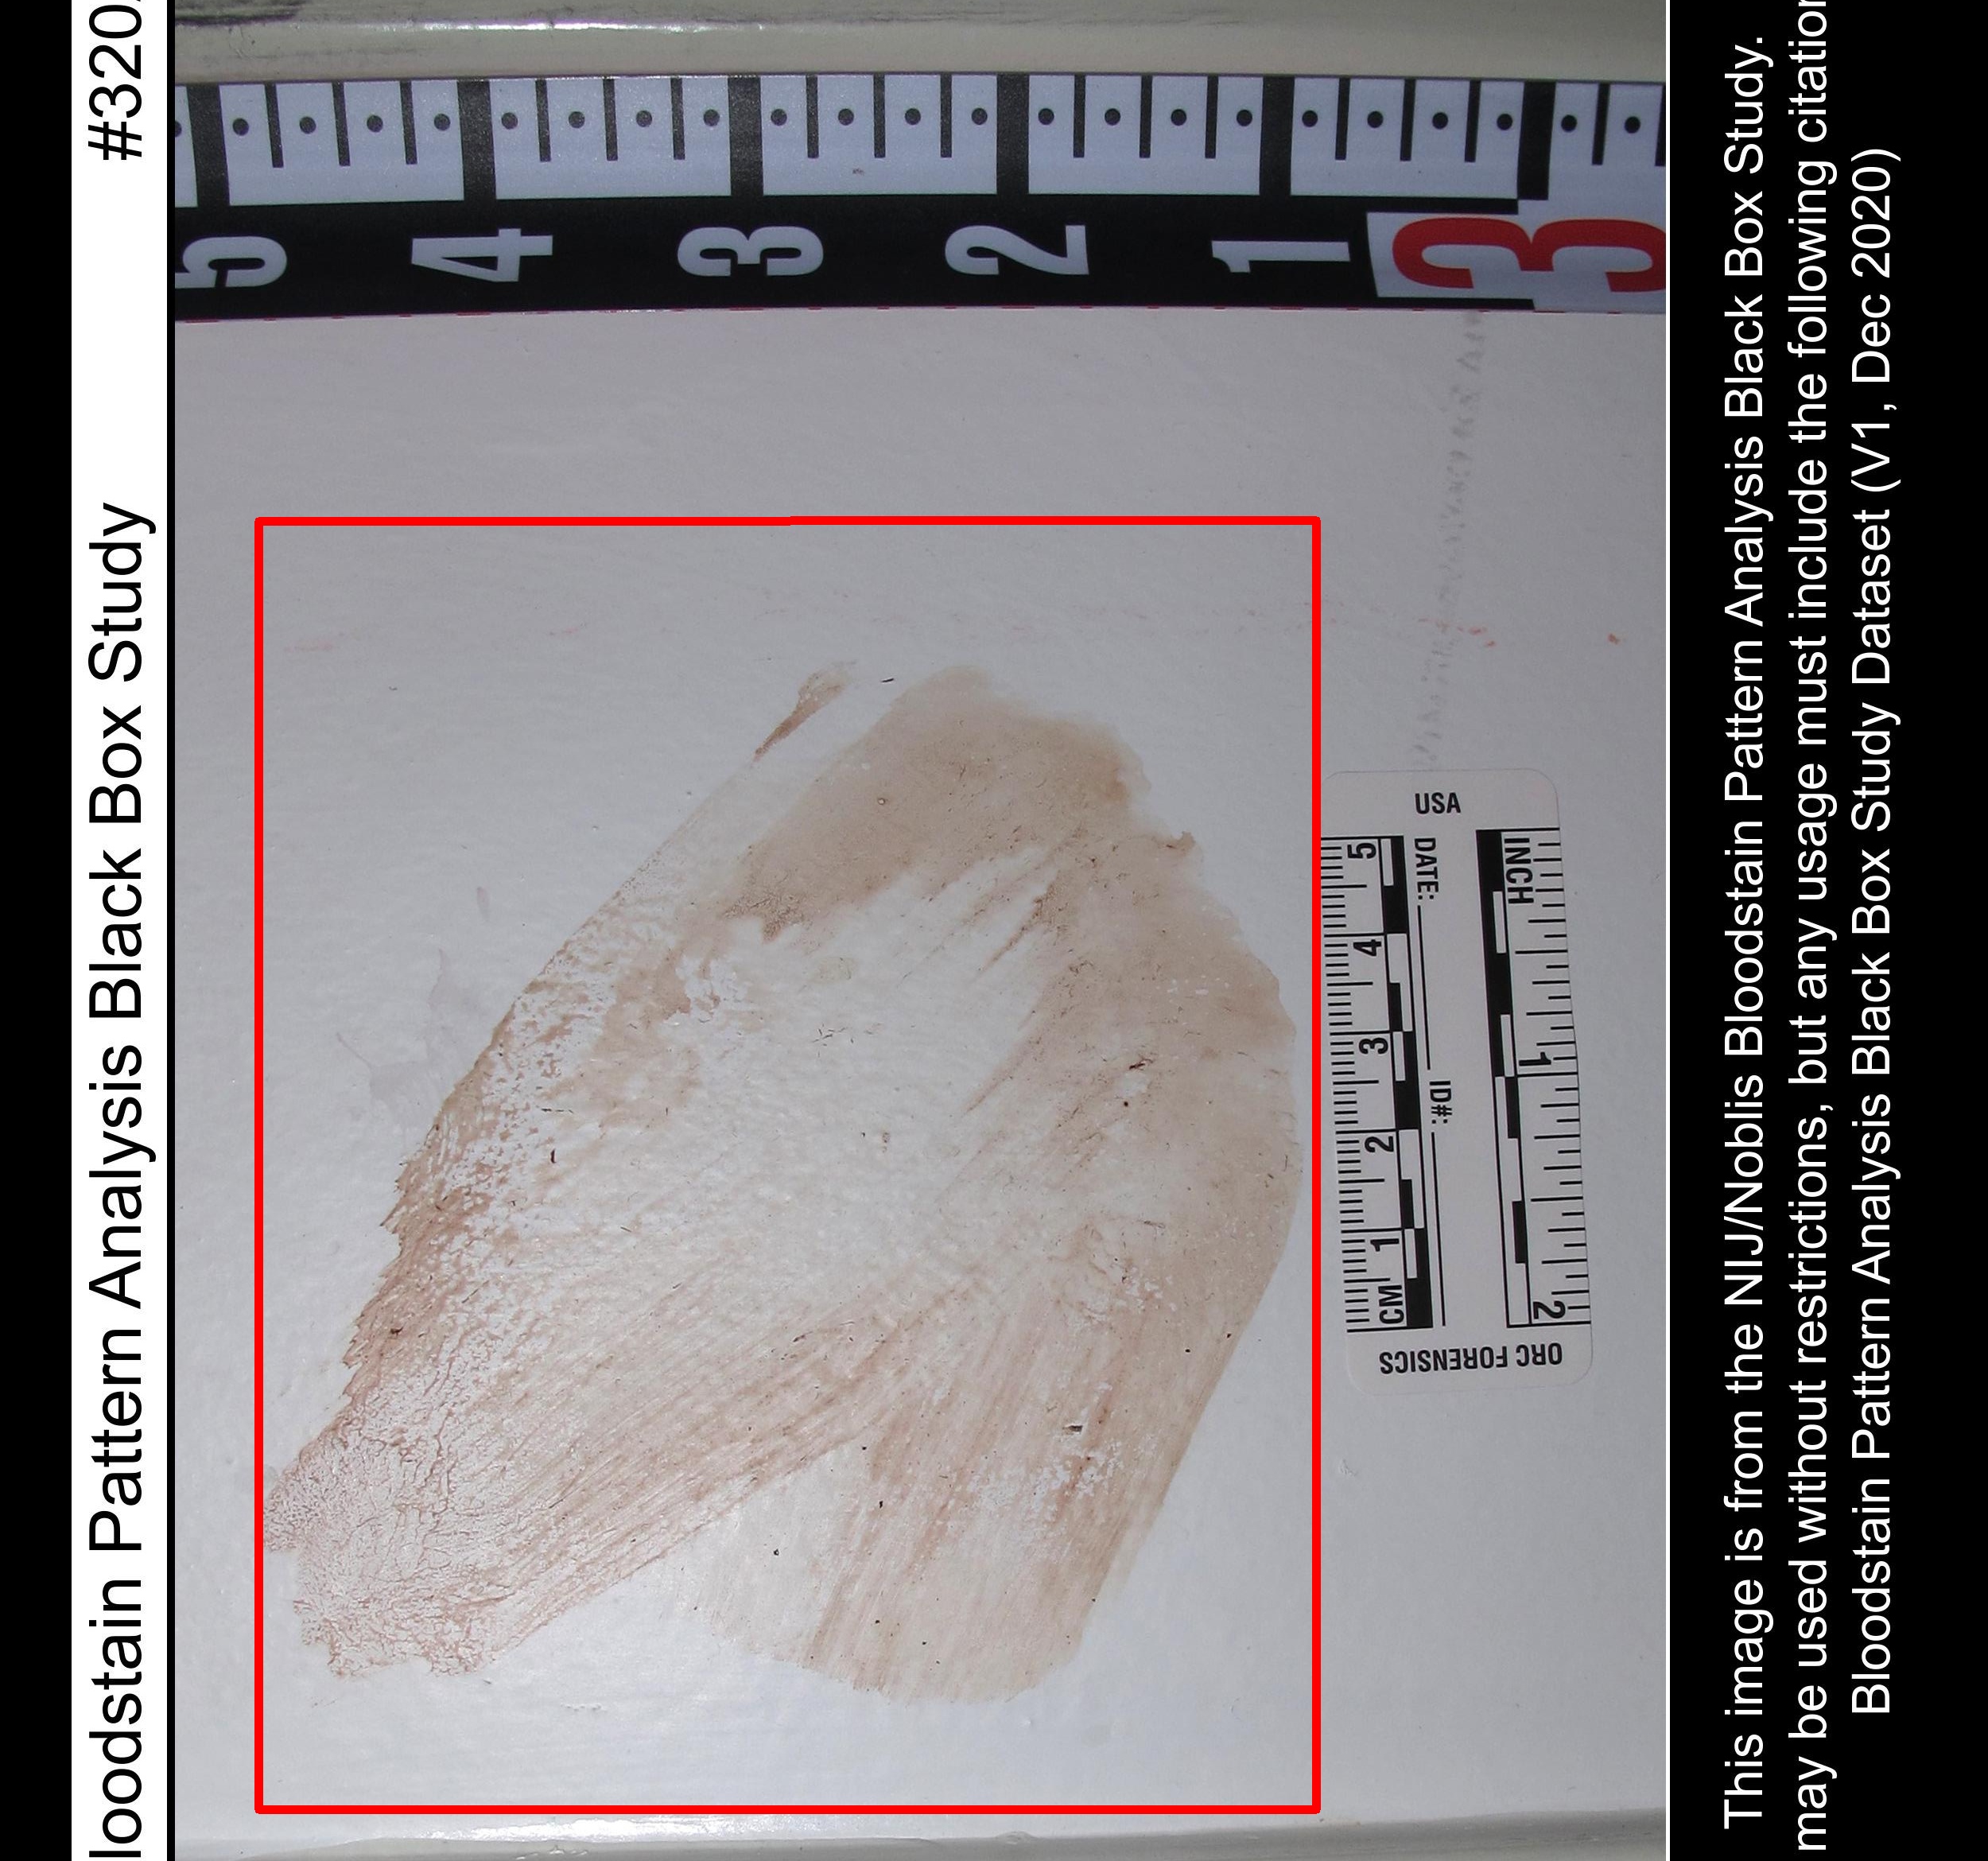 loodstain Pattern Analysis Black Box Study #320
5 4 3 2 1 3 3
USA
DATE:
ID#:
5 4 3 2 1 CM
INCH 1 2
ORC FORENSICS
This image is from the NIJ/Noblis Bloodstain Pattern Analysis Black Box Study.
may be used without restrictions, but any usage must include the following citation
Bloodstain Pattern Analysis Black Box Study Dataset (V1, Dec 2020)